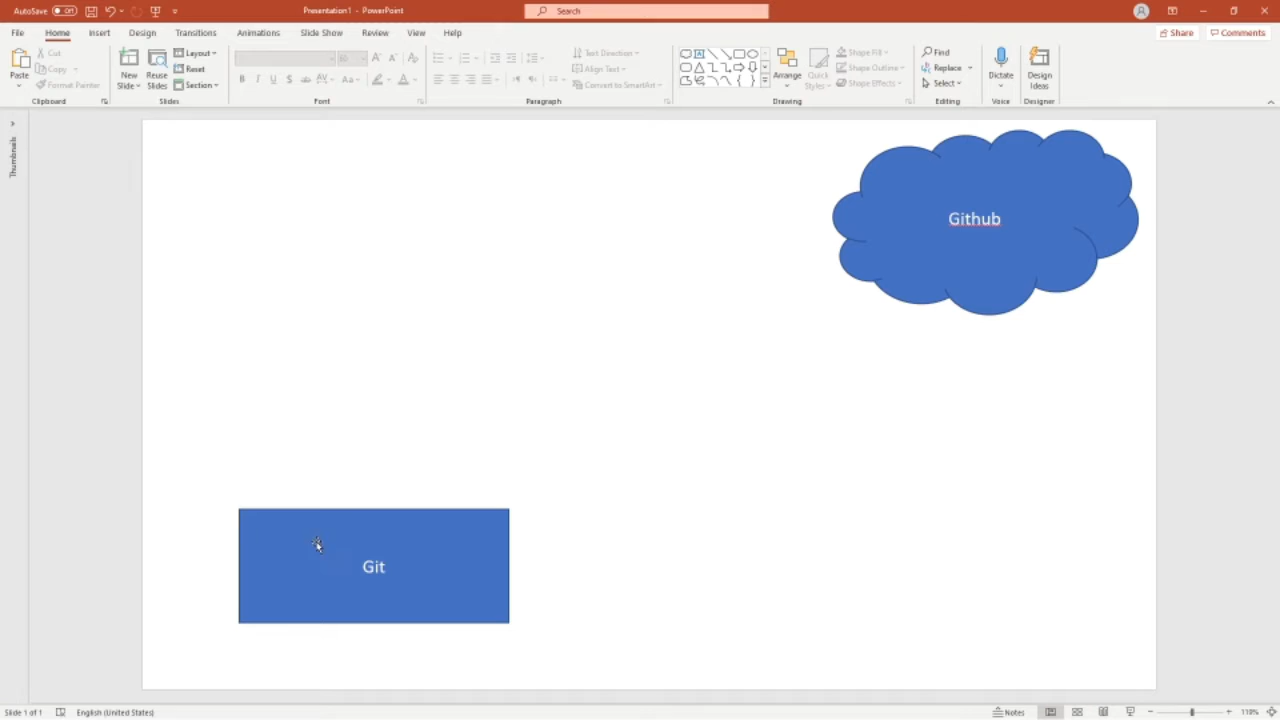 AutoSave Off Presentation1 - PowerPoint Search
File Home Insert Design Transitions Animations Slide Show Review View Help Share Comments
Paste Cut Copy Format Painter Clipboard
New Slide Reuse Slides Layout Reset Section Slides
Font
Text Direction Align Text Convert to SmartArt Paragraph
Arrange Quick Styles Shape Fill Shape Outline Shape Effects Drawing
Find Replace Select Editing
Dictate Voice
Design Ideas Designer
Thumbnails
Github
Git
Slide 1 of 1 English (United States) Notes 119%